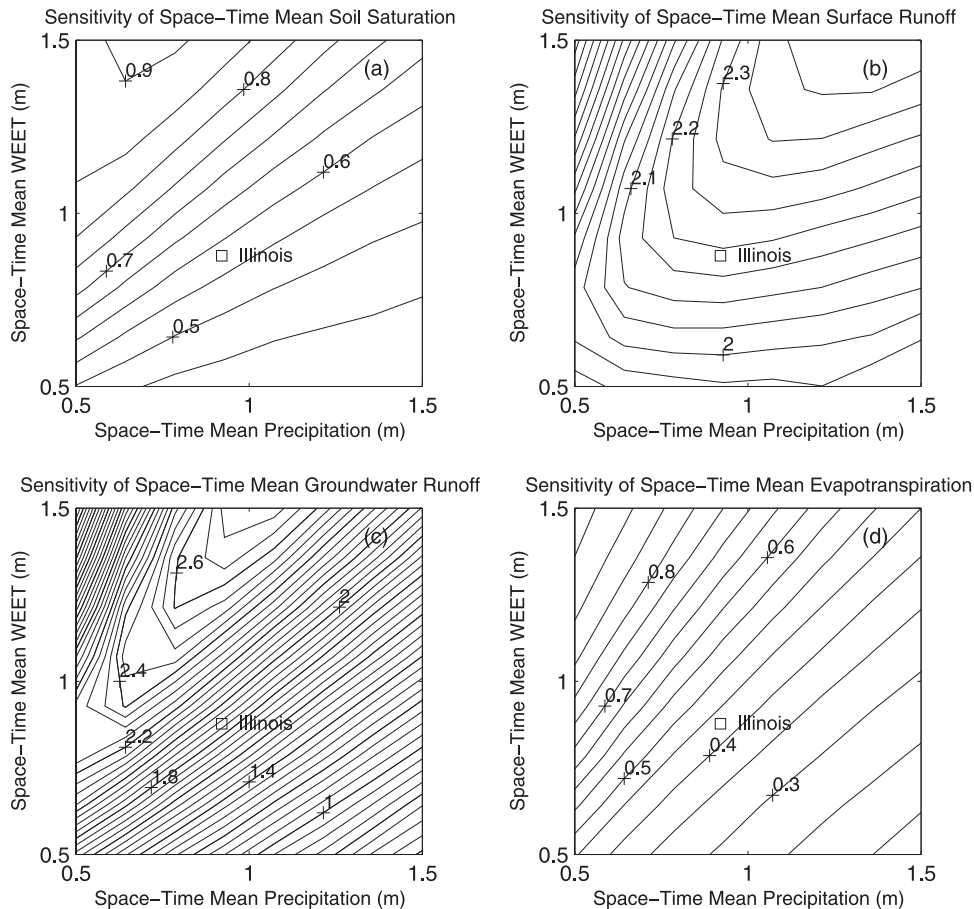 Sensitivity of Space-Time Mean Soil Saturation
(a)
0.9
0.8
0.6
0.7
0.5
Illinois
1.5
1
0.5
Space-Time Mean WEET (m)
0.5
1
1.5
Space-Time Mean Precipitation (m)
Sensitivity of Space-Time Mean Surface Runoff
(b)
2.3
2.2
2.1
2
Illinois
1.5
1
0.5
Space-Time Mean WEET (m)
0.5
1
1.5
Space-Time Mean Precipitation (m)
Sensitivity of Space-Time Mean Groundwater Runoff
(c)
2.6
2
2.4
2.2
1.8
1.4
1
Illinois
1.5
1
0.5
Space-Time Mean WEET (m)
0.5
1
1.5
Space-Time Mean Precipitation (m)
Sensitivity of Space-Time Mean Evapotranspiration
(d)
0.6
0.8
0.7
0.5
0.4
0.3
Illinois
1.5
1
0.5
Space-Time Mean WEET (m)
0.5
1
1.5
Space-Time Mean Precipitation (m)